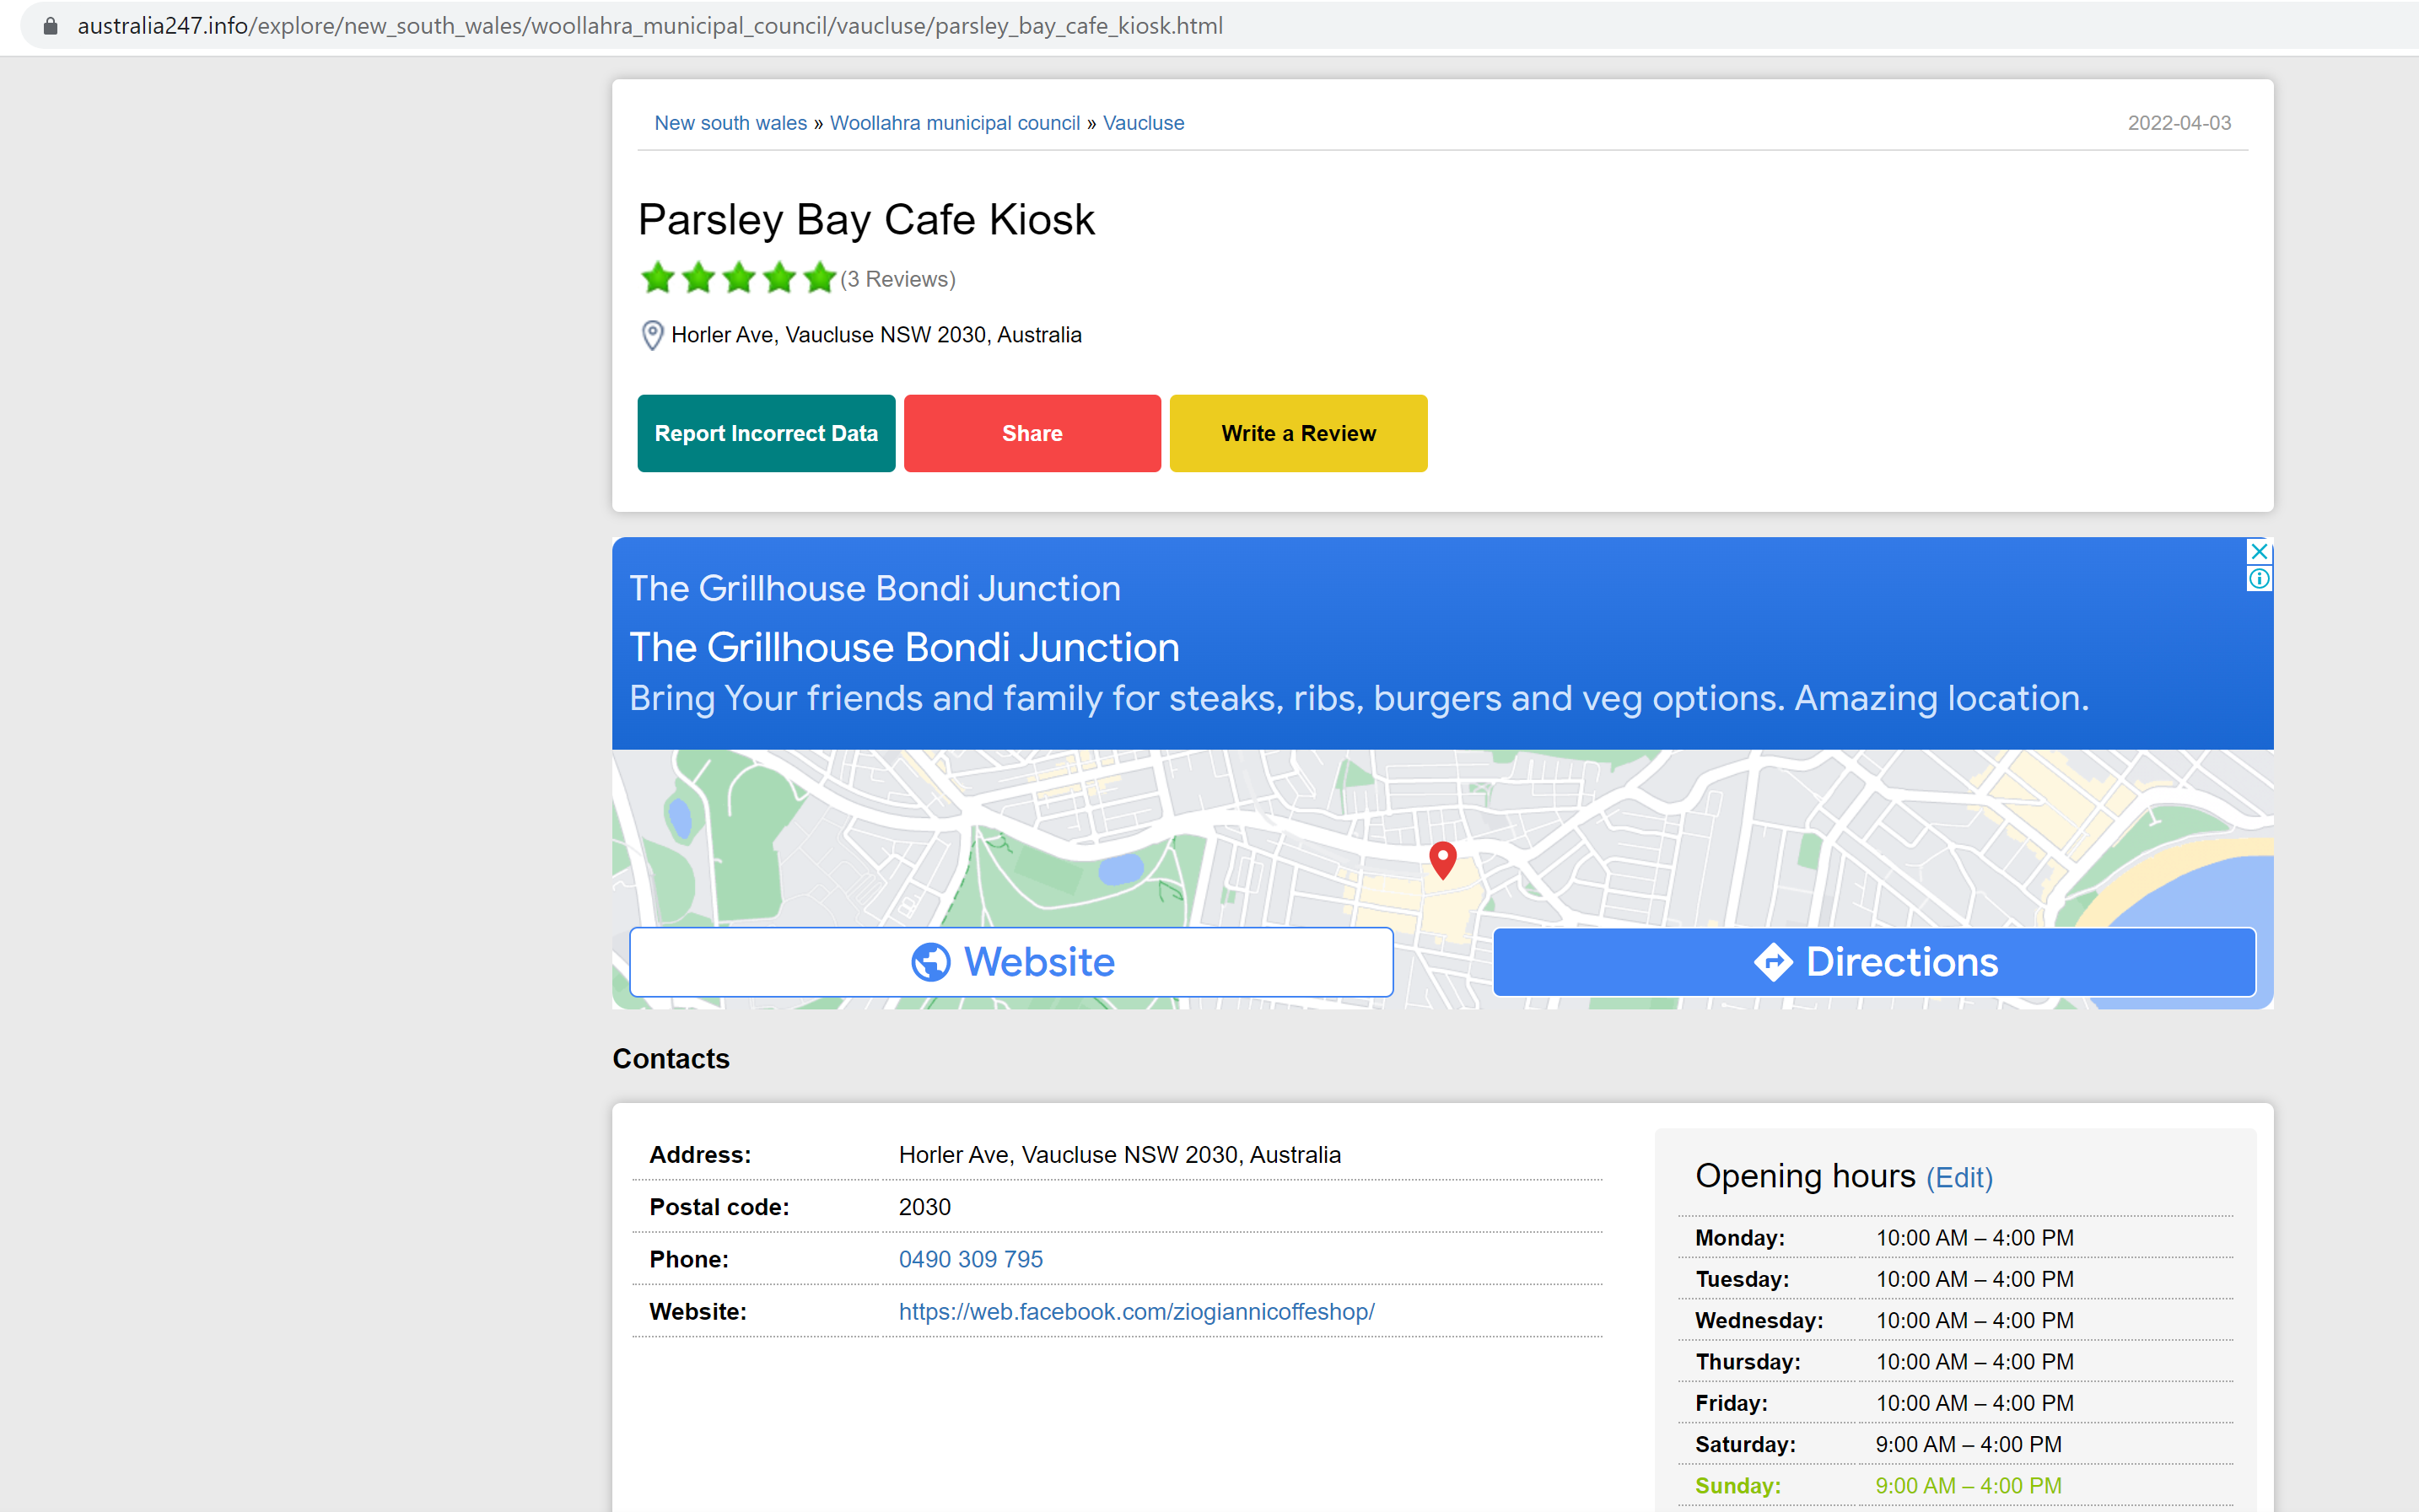 australia247.info/explore/new_south_wales/woollahra_municipal_council/vaucluse/parsley_bay_cafe_kiosk.html
New south wales » Woollahra municipal council » Vaucluse 2022-04-03
Parsley Bay Cafe Kiosk
(3 Reviews)
Horler Ave, Vaucluse NSW 2030, Australia
Report Incorrect Data Share Write a Review
The Grillhouse Bondi Junction
The Grillhouse Bondi Junction
Bring Your friends and family for steaks, ribs, burgers and veg options. Amazing location.
Website Directions
Contacts
Address: Horler Ave, Vaucluse NSW 2030, Australia
Postal code: 2030
Phone: 0490 309 795
Website: https://web.facebook.com/ziogiannicoffeshop/
Opening hours (Edit)
Monday: 10:00 AM – 4:00 PM
Tuesday: 10:00 AM – 4:00 PM
Wednesday: 10:00 AM – 4:00 PM
Thursday: 10:00 AM – 4:00 PM
Friday: 10:00 AM – 4:00 PM
Saturday: 9:00 AM – 4:00 PM
Sunday: 9:00 AM – 4:00 PM